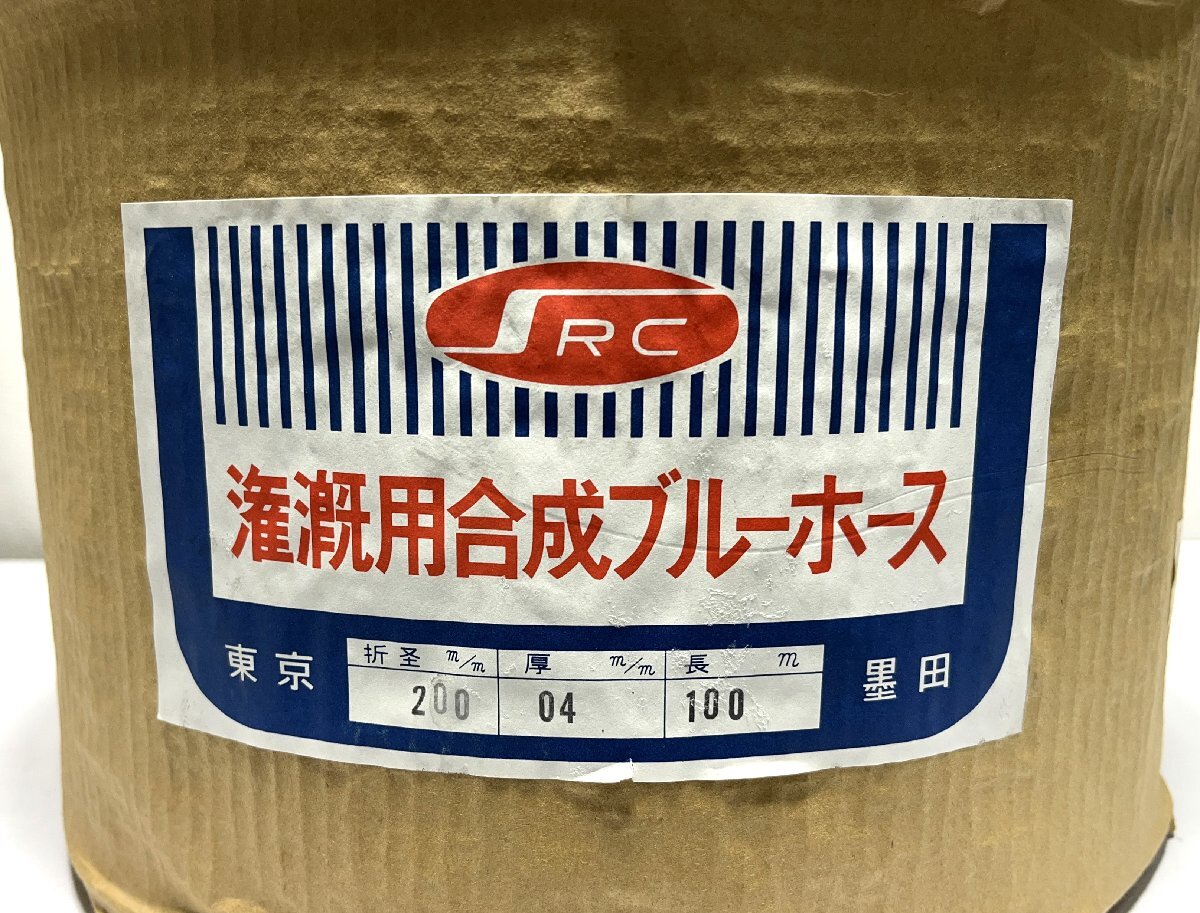 SRC
潅漑用合成ブルーホース
東京
折圣 m/m 厚 m/m 長 m
200 04 100
墨田